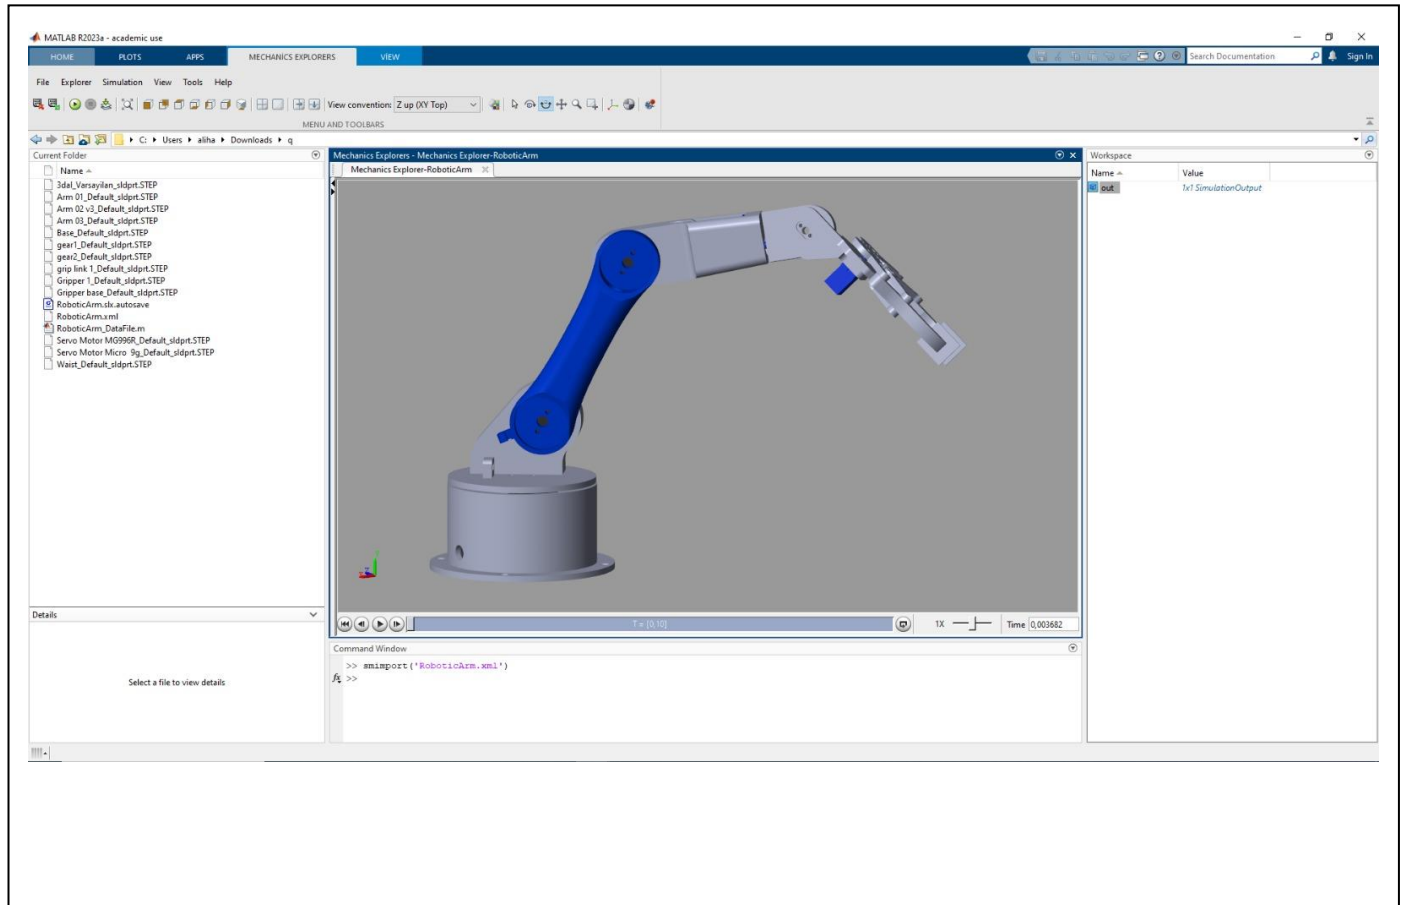 MATLAB R2023a - academic use
HOME PLOTS APPS MECHANICS EXPLORERS VIEW
Search Documentation
Sign In
File Explorer Simulation View Tools Help
View convention: Z up (XY Top)
MENU AND TOOLBARS
C: Users aliha Downloads q
Current Folder
Name
3dal_Varsayilan_sldprt.STEP
Arm 01_Default_sldprt.STEP
Arm 02 v3_Default_sldprt.STEP
Arm 03_Default_sldprt.STEP
Base_Default_sldprt.STEP
gear1_Default_sldprt.STEP
gear2_Default_sldprt.STEP
grip link 1_Default_sldprt.STEP
Gripper 1_Default_sldprt.STEP
Gripper base_Default_sldprt.STEP
RoboticArm.slx.autosave
RoboticArm.xml
RoboticArm_DataFile.m
Servo Motor MG996R_Default_sldprt.STEP
Servo Motor Micro 9g_Default_sldprt.STEP
Waist_Default_sldprt.STEP
Details
Select a file to view details
Mechanics Explorers - Mechanics Explorer-RoboticArm
Mechanics Explorer-RoboticArm
T = [0,10]
1X
Time 0,003682
Command Window
>> smimport('RoboticArm.xml')
fx >>
Workspace
Name Value
out 1x1 SimulationOutput